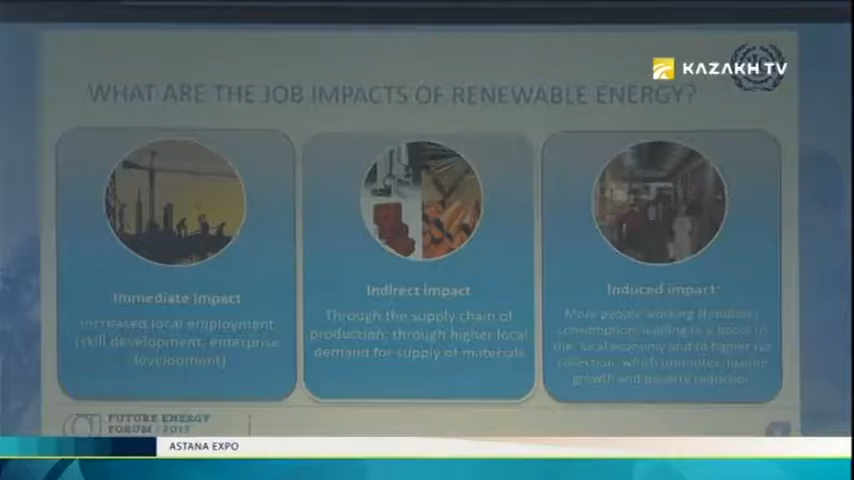 KAZAKH TV
WHAT ARE THE JOB IMPACTS OF RENEWABLE ENERGY?
Immediate impact
Increased local employment
(skill development, enterprise
development)
Indirect impact
Through the supply chain of
production, through higher local
demand for supply of materials
Induced impact
More people working
consumption, leading to a boost in
the local economy and to higher tax
collection, which promotes
growth and poverty reduction
FUTURE ENERGY
FORUM
ASTANA EXPO